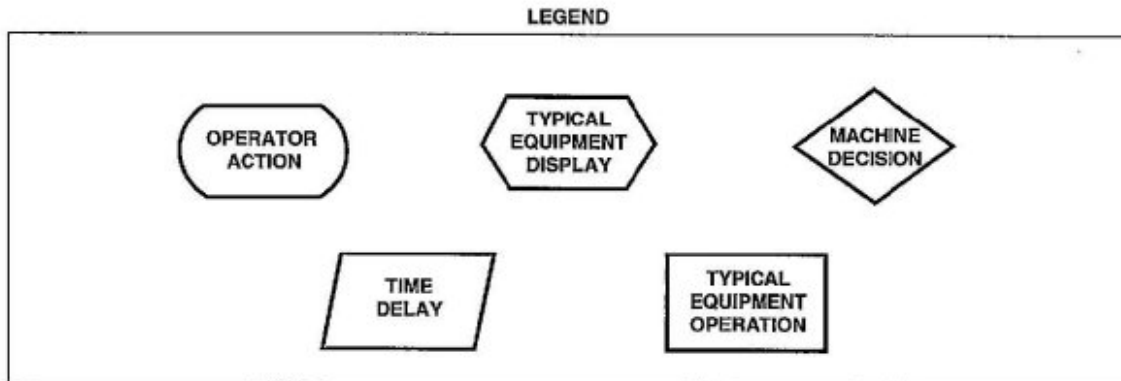 LEGEND
OPERATOR
ACTION
TYPICAL
EQUIPMENT
DISPLAY
MACHINE
DECISION
TIME
DELAY
TYPICAL
EQUIPMENT
OPERATION